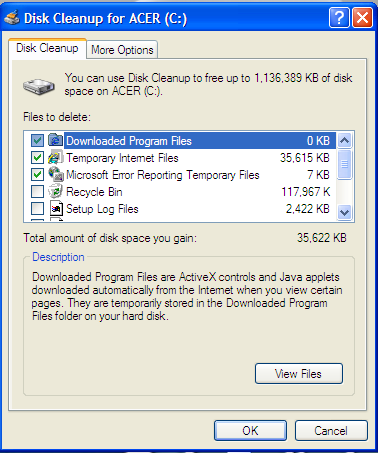 Disk Cleanup for ACER (C:)
Disk Cleanup
More Options
You can use Disk Cleanup to free up to 1,136,389 KB of disk
space on ACER (C:).
Files to delete:
Downloaded Program Files 0 KB
Temporary Internet Files 35,615 KB
Microsoft Error Reporting Temporary Files 7 KB
Recycle Bin 117,967 K
Setup Log Files 2,422 KB
Total amount of disk space you gain: 35,622 KB
Description
Downloaded Program Files are ActiveX controls and Java applets
downloaded automatically from the Internet when you view certain
pages. They are temporarily stored in the Downloaded Program
Files folder on your hard disk.
View Files
OK
Cancel